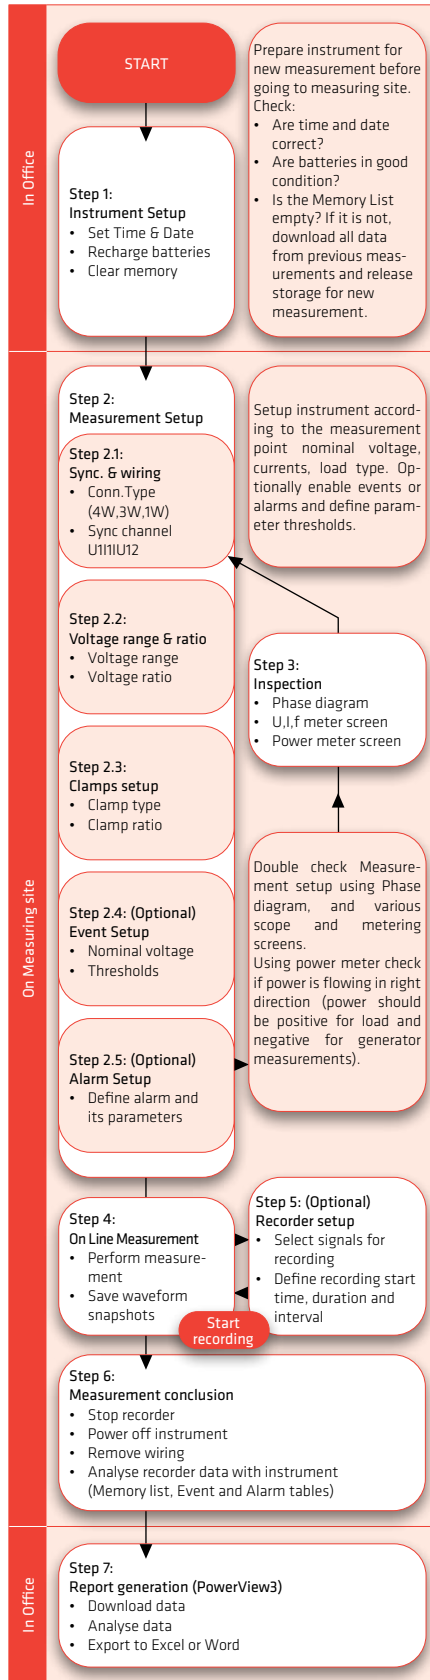 In Office
START
Prepare instrument for
new measurement before
going to measuring site.
Check:
• Are time and date
correct?
• Are batteries in good
condition?
• Is the Memory List
empty? If it is not,
download all data
from previous meas-
urements and release
storage for new
measurement.
Step 1:
Instrument Setup
• Set Time & Date
• Recharge batteries
• Clear memory
On Measuring site
Step 2:
Measurement Setup
Setup instrument accord-
ing to the measurement
point nominal voltage,
currents, load type. Op-
tionally enable events or
alarms and define param-
eter thresholds.
Step 2.1:
Sync. & wiring
• Conn.Type
(4W,3W,1W)
• Sync channel
U1I1IU12
Step 2.2:
Voltage range & ratio
• Voltage range
• Voltage ratio
Step 3:
Inspection
• Phase diagram
• U,I,f meter screen
• Power meter screen
Step 2.3:
Clamps setup
• Clamp type
• Clamp ratio
Step 2.4: (Optional)
Event Setup
• Nominal voltage
• Thresholds
Double check Measure-
ment setup using Phase
diagram, and various
scope and metering
screens.
Using power meter check
if power is flowing in right
direction (power should
be positive for load and
negative for generator
measurements).
Step 2.5: (Optional)
Alarm Setup
• Define alarm and
its parameters
Step 4:
On Line Measurement
• Perform measure-
ment
• Save waveform
snapshots
Step 5: (Optional)
Recorder setup
• Select signals for
recording
• Define recording start
time, duration and
interval
Start
recording
Step 6:
Measurement conclusion
• Stop recorder
• Power off instrument
• Remove wiring
• Analyse recorder data with instrument
(Memory list, Event and Alarm tables)
In Office
Step 7:
Report generation (PowerView3)
• Download data
• Analyse data
• Export to Excel or Word